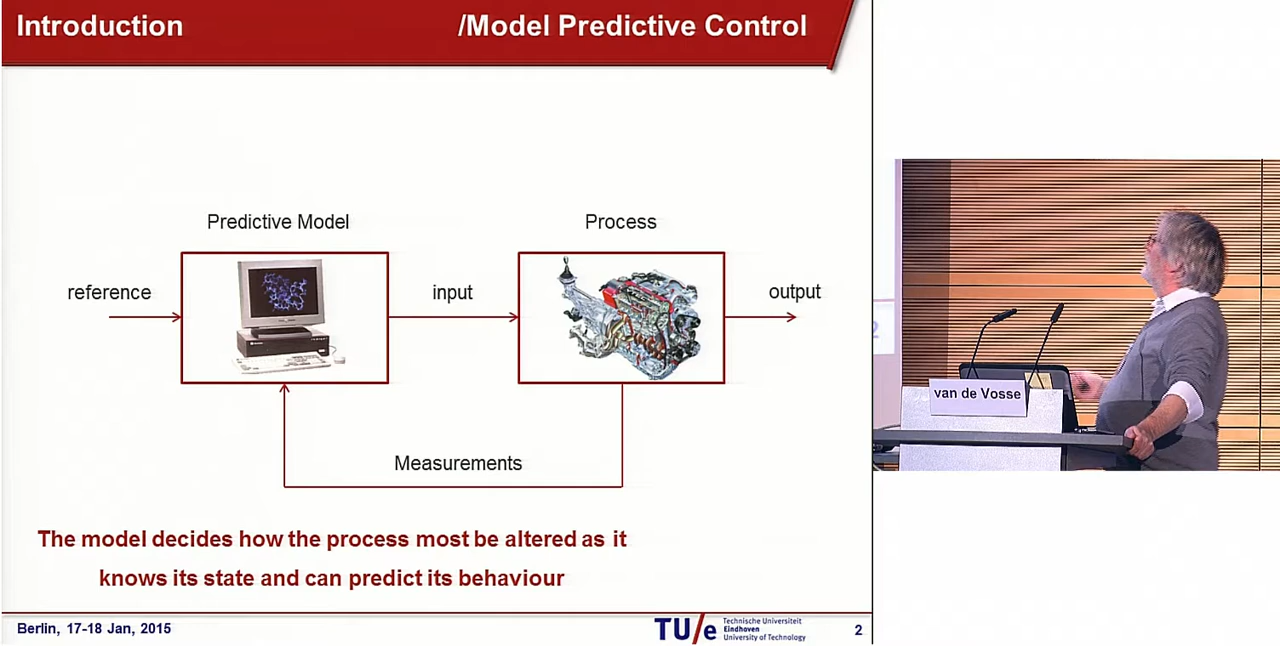 Introduction
/Model Predictive Control
Predictive Model
Process
reference
input
output
Measurements
The model decides how the process most be altered as it
knows its state and can predict its behaviour
Berlin, 17-18 Jan, 2015
TU/e
Technische Universiteit
Eindhoven
University of Technology
2
van de Vosse
2